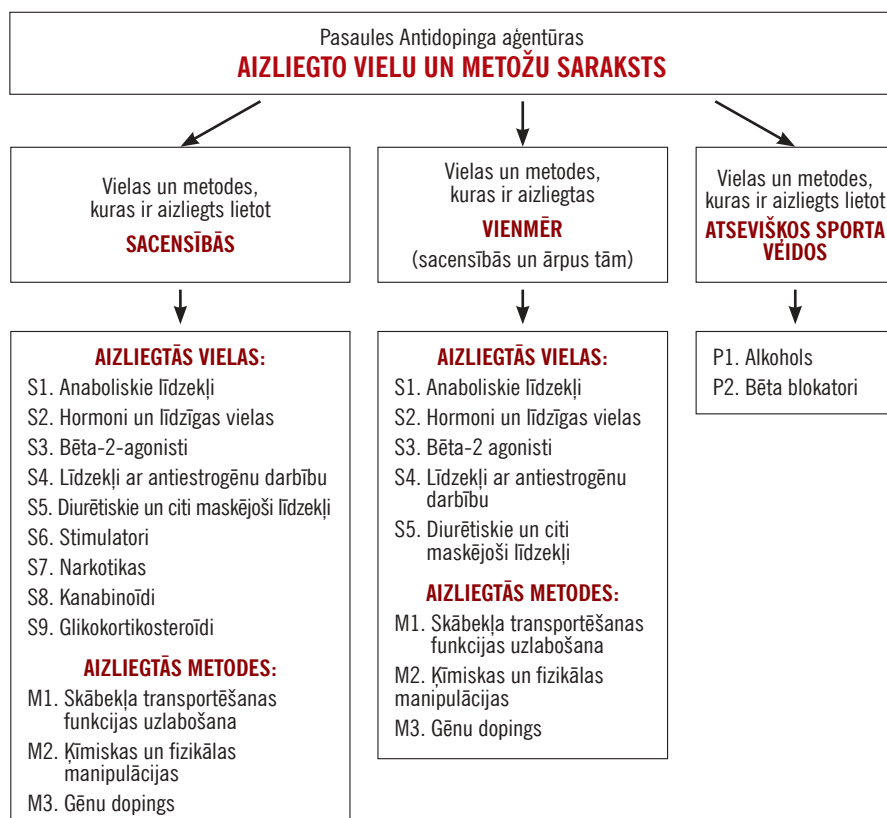 Pasaules Antidopinga aģentūras
AIZLIEGTO VIELU UN METOŽU SARAKSTS
Vielas un metodes,
kuras ir aizliegts lietot
SACENSĪBĀS
Vielas un metodes,
kuras ir aizliegtas
VIENMĒR
(sacensībās un ārpus tām)
Vielas un metodes,
kuras ir aizliegts lietot
ATSEVIŠĶOS SPORTA
VEIDOS
AIZLIEGTĀS VIELAS:
S1. Anaboliskie līdzekļi
S2. Hormoni un līdzīgas vielas
S3. Bēta-2-agonisti
S4. Līdzekļi ar antiestrogēnu darbību
S5. Diurētiskie un citi maskējoši līdzekļi
S6. Stimulatori
S7. Narkotikas
S8. Kanabinoīdi
S9. Glikokortikosteroīdi
AIZLIEGTĀS METODES:
M1. Skābekļa transportēšanas
funkcijas uzlabošana
M2. Ķīmiskas un fizikālas
manipulācijas
M3. Gēnu dopings
AIZLIEGTĀS VIELAS:
S1. Anaboliskie līdzekļi
S2. Hormoni un līdzīgas vielas
S3. Bēta-2 agonisti
S4. Līdzekļi ar antiestrogēnu
darbību
S5. Diurētiskie un citi
maskējoši līdzekļi
AIZLIEGTĀS METODES:
M1. Skābekļa transportēšanas
funkcijas uzlabošana
M2. Ķīmiskas un fizikālas
manipulācijas
M3. Gēnu dopings
P1. Alkohols
P2. Bēta blokatori